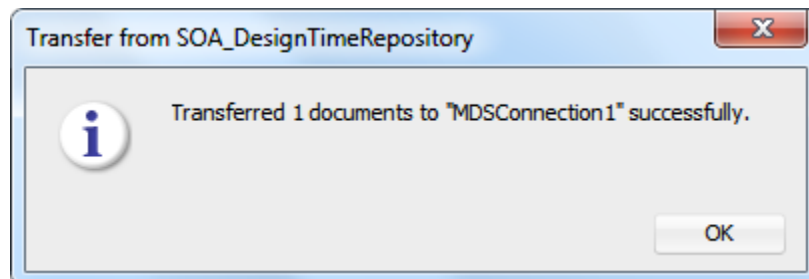 Transfer from SOA_DesignTimeRepository
Transferred 1 documents to "MDSConnection1" successfully.
OK